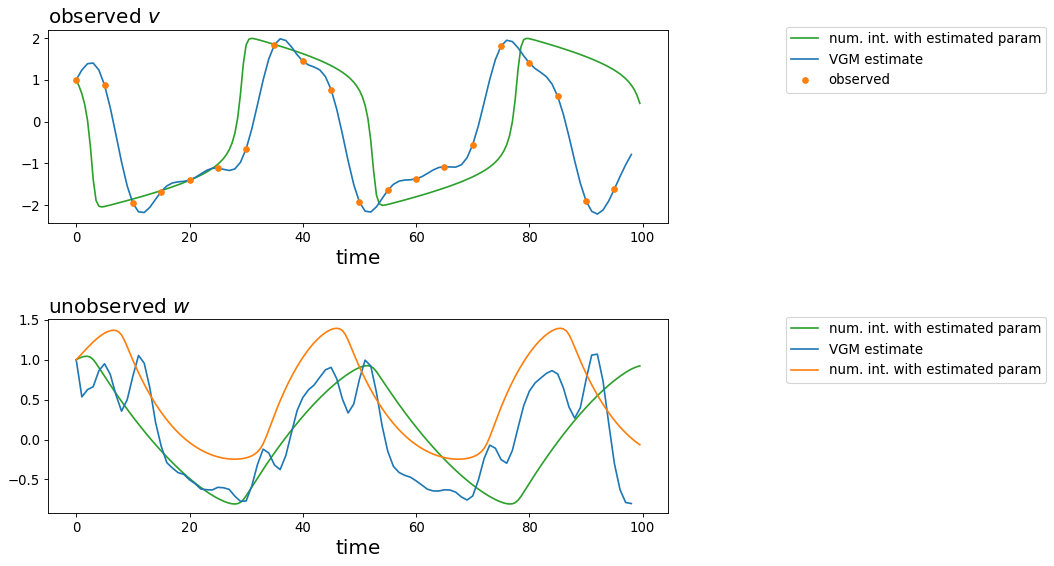 observed v
2
1
0
−1
−2
0
20
40
60
80
100
time
num. int. with estimated param
VGM estimate
observed
unobserved w
1.5
1.0
0.5
0.0
−0.5
0
20
40
60
80
100
time
num. int. with estimated param
VGM estimate
num. int. with estimated param